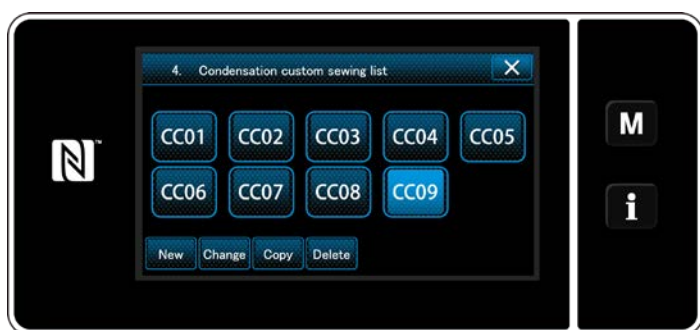 4. Condensation custom sewing list X
M
CC01 CC02 CC03 CC04 CC05
CC06 CC07 CC08 CC09
i
New Change Copy Delete
N